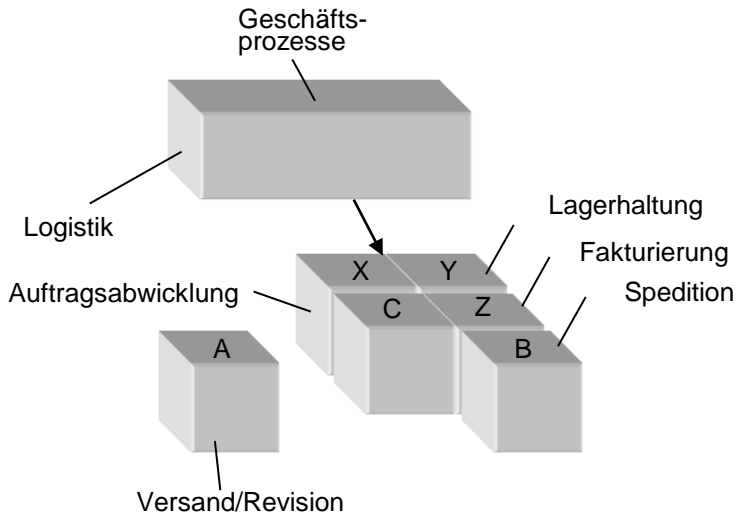 Geschäfts-
prozesse
Logistik
Lagerhaltung
Fakturierung
Spedition
Auftragsabwicklung
X
Y
C
Z
A
B
Versand/Revision